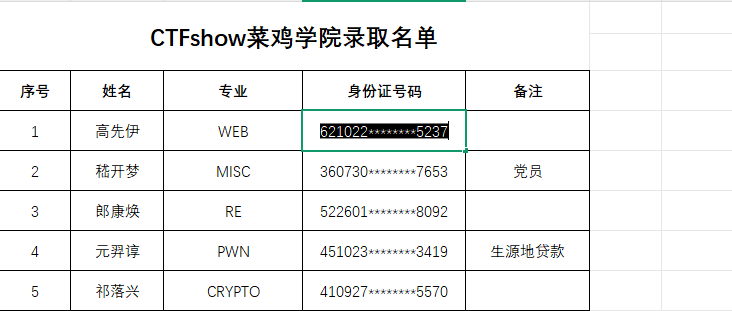 CTFshow菜鸡学院录取名单
序号 姓名 专业 身份证号码 备注
1 高先伊 WEB 621022********5237
2 嵇开梦 MISC 360730********7653 党员
3 郎康焕 RE 522601********8092
4 元羿谆 PWN 451023********3419 生源地贷款
5 祁落兴 CRYPTO 410927********5570